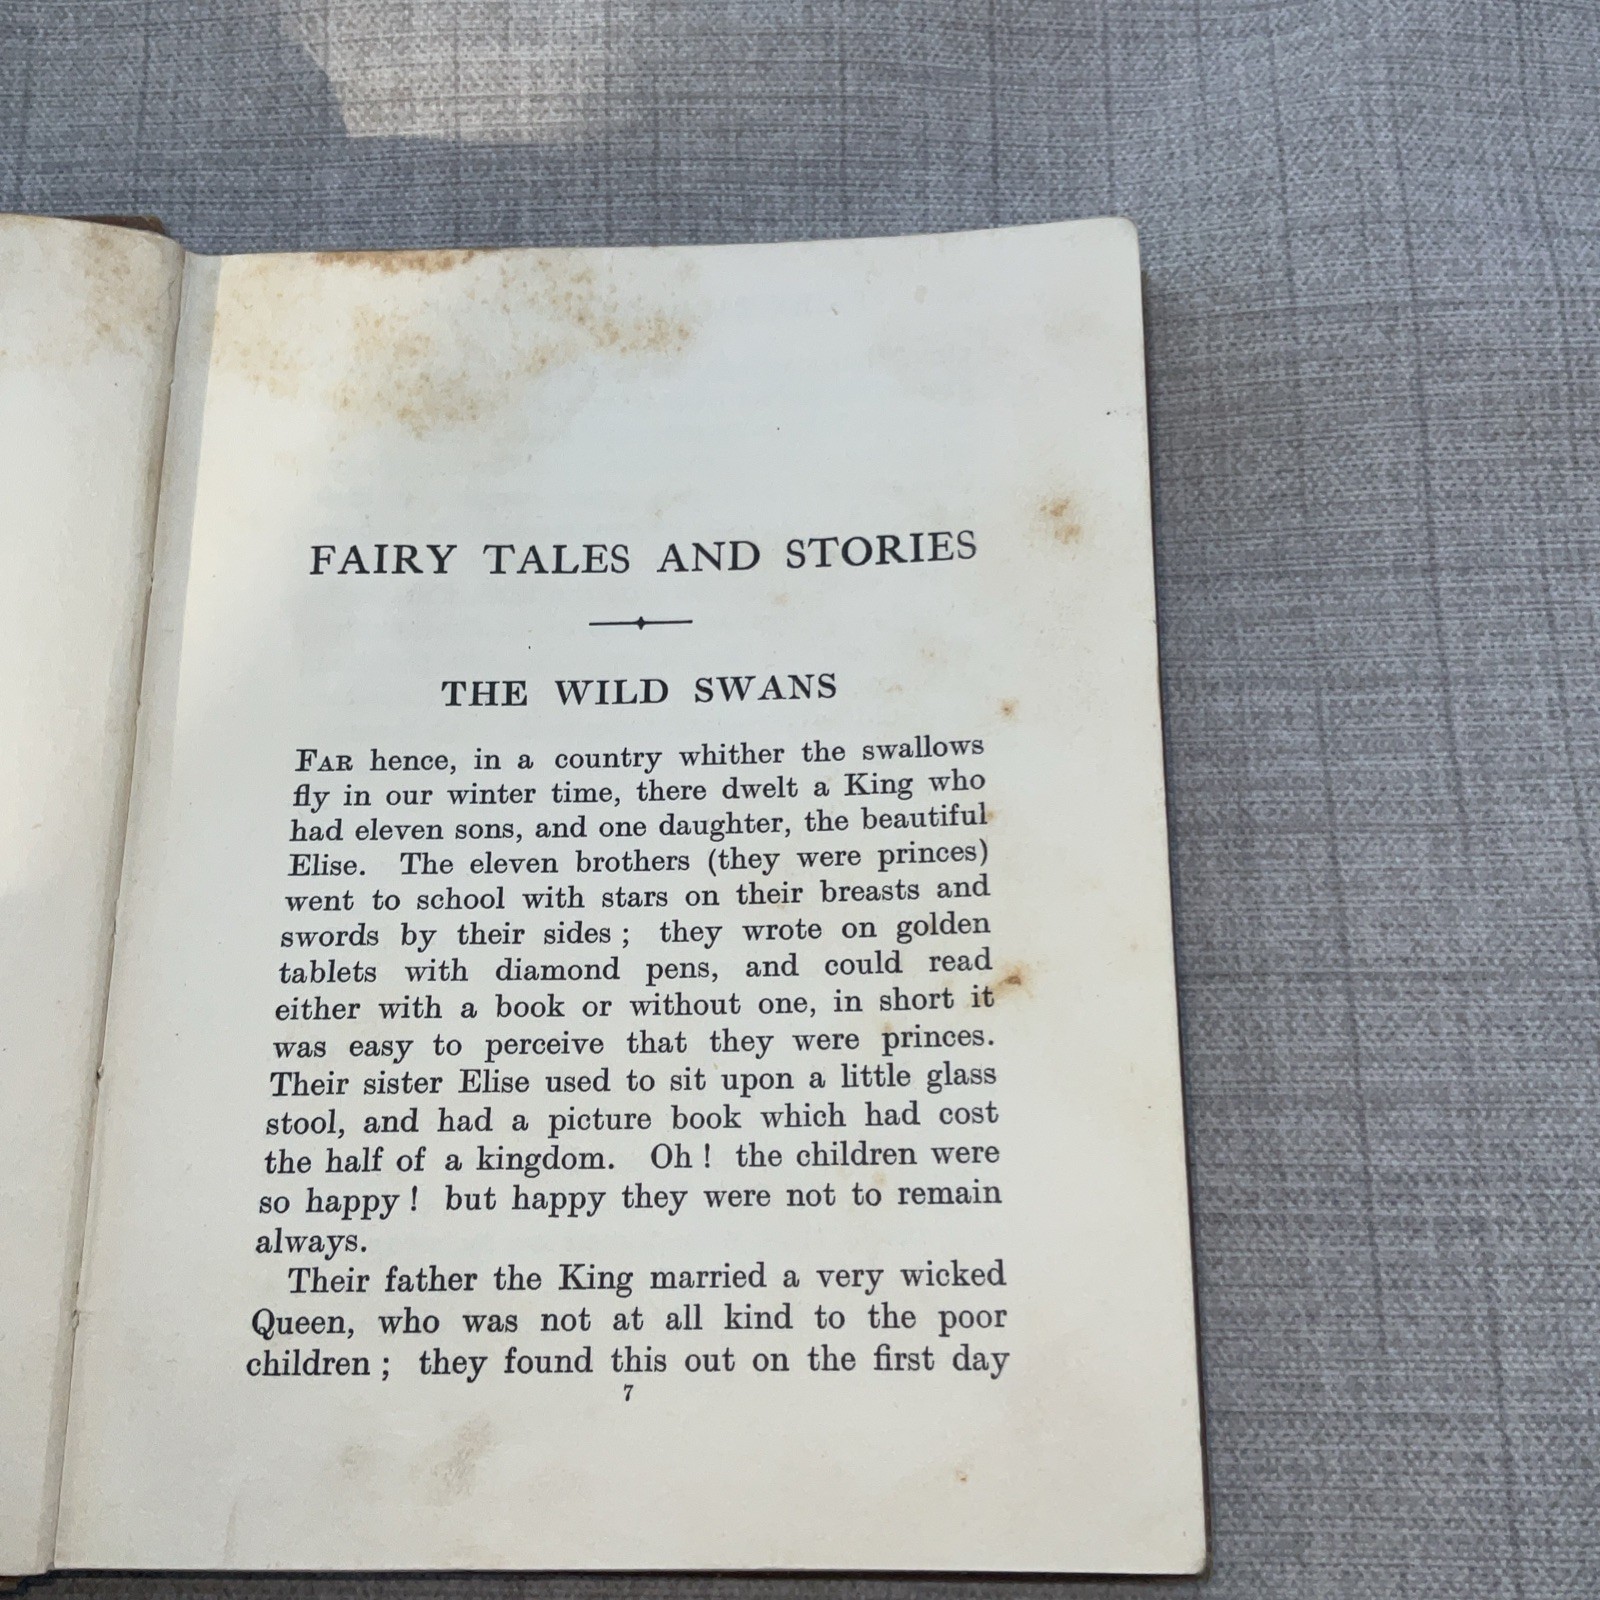 FAIRY TALES AND STORIES
THE WILD SWANS
FAR hence, in a country whither the swallows
fly in our winter time, there dwelt a King who
had eleven sons, and one daughter, the beautiful
Elise. The eleven brothers (they were princes)
went to school with stars on their breasts and
swords by their sides ; they wrote on golden
tablets with diamond pens, and could read
either with a book or without one, in short it
was easy to perceive that they were princes.
Their sister Elise used to sit upon a little glass
stool, and had a picture book which had cost
the half of a kingdom. Oh ! the children were
so happy ! but happy they were not to remain
always.
Their father the King married a very wicked
Queen, who was not at all kind to the poor
children ; they found this out on the first day
7